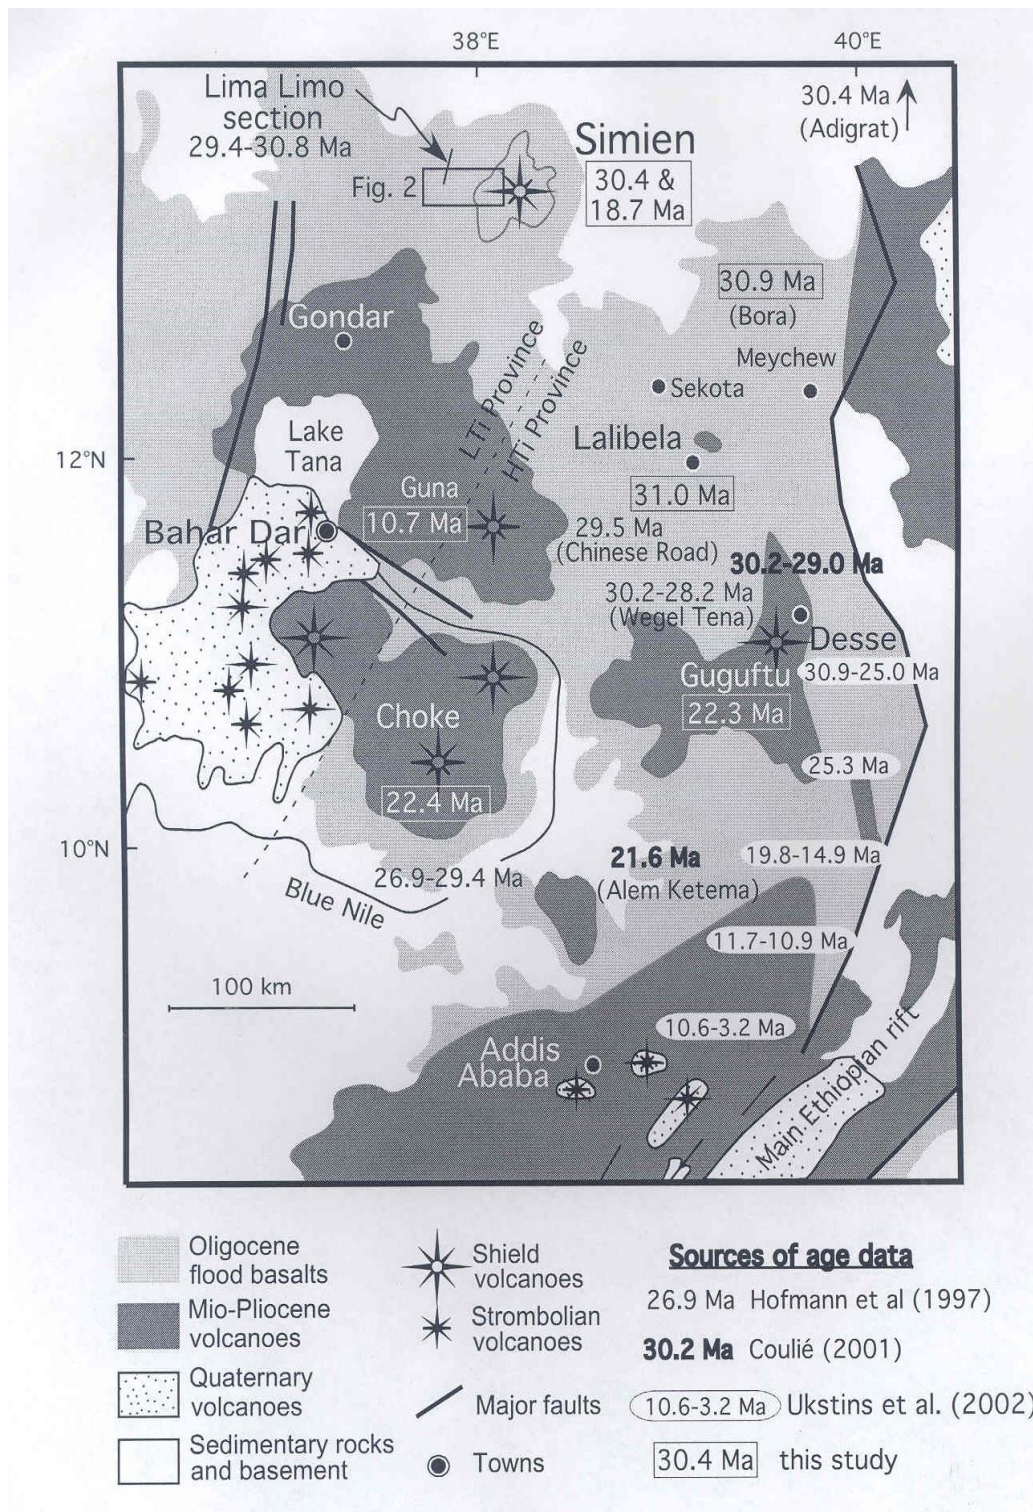 38°E
40°E
Lima Limo
section
29.4-30.8 Ma
30.4 Ma
(Adigrat)
Simien
Fig. 2
30.4 &
18.7 Ma
30.9 Ma
(Bora)
Gondar
Meychew
LTi Province
HTi Province
Sekota
Lake
Tana
Lalibela
12°N
Guna
31.0 Ma
10.7 Ma
Bahar Dar
29.5 Ma
(Chinese Road)
30.2-29.0 Ma
30.2-28.2 Ma
(Wegel Tena)
Desse
Guguftu
30.9-25.0 Ma
22.3 Ma
Choke
25.3 Ma
22.4 Ma
10°N
21.6 Ma
19.8-14.9 Ma
26.9-29.4 Ma
(Alem Ketema)
Blue Nile
11.7-10.9 Ma
100 km
10.6-3.2 Ma
Addis
Ababa
Main Ethiopian rift
Oligocene
flood basalts
Mio-Pliocene
volcanoes
Quaternary
volcanoes
Sedimentary rocks
and basement
Shield
volcanoes
Strombolian
volcanoes
Major faults
Towns
Sources of age data
26.9 Ma Hofmann et al (1997)
30.2 Ma Coulié (2001)
10.6-3.2 Ma Ukstins et al. (2002)
30.4 Ma this study